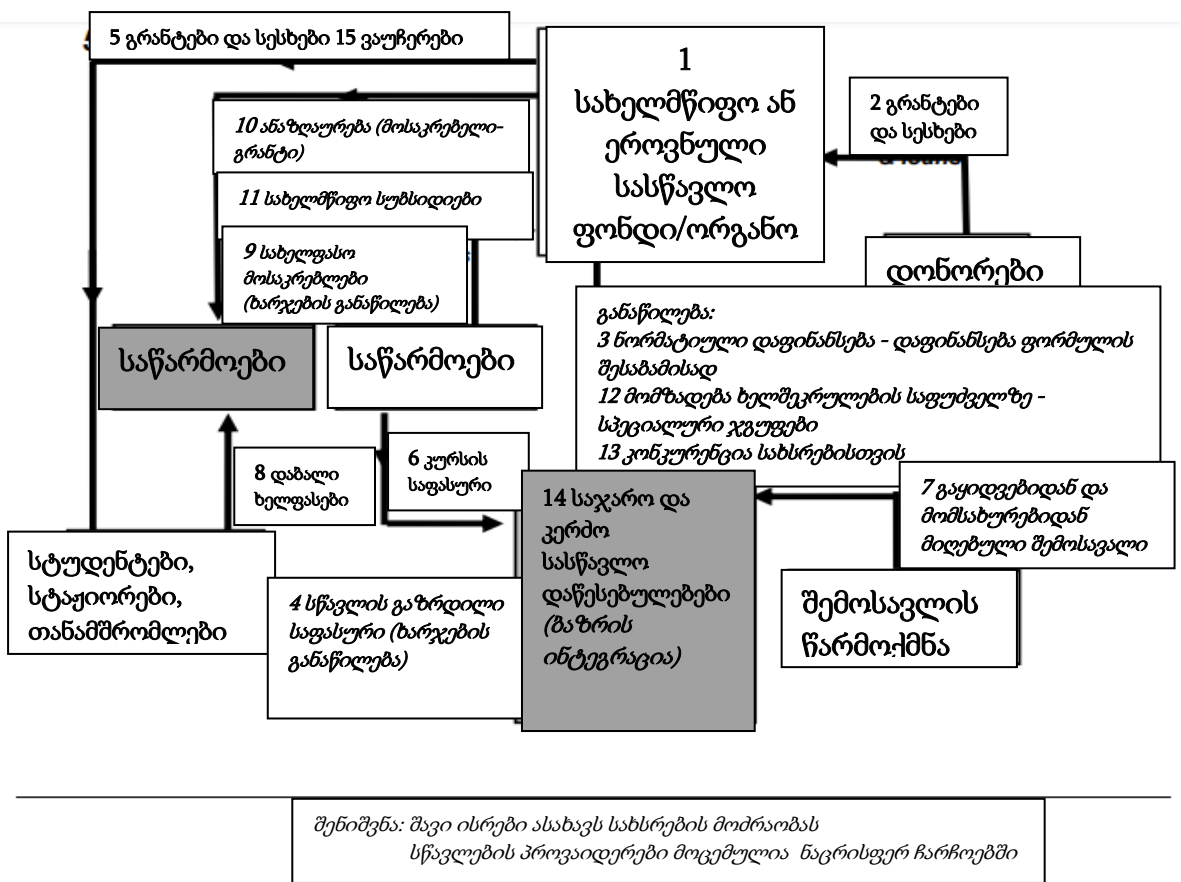 5 გრანტები და სესხები 15 ვაუჩერები
1
სახელმწიფო ან
ეროვნული
სასწავლო
ფონდი/ორგანო
2 გრანტები
და სესხები
10 ანაზღაურება (მოსაკრებელი-
გრანტი)
11 სახელმწიფო სუბსიდიები
9 სახელფასო
მოსაკრებლები
(ხარჯების განაწილება)
დონორები
განაწილება:
3 ნორმატიული დაფინანსება - დაფინანსება ფორმულის
შესაბამისად
12 მომზადება ხელშეკრულების საფუძველზე -
სპეციალური ჯგუფები
13 კონკურენცია სახსრებისთვის
საწარმოები
საწარმოები
8 დაბალი
ხელფასები
6 კურსის
საფასური
7 გაყიდვებიდან და
მომსახურებიდან
მიღებული შემოსავალი
14 საჯარო და
კერძო
სასწავლო
დაწესებულებები
(ბაზრის
ინტეგრაცია)
სტუდენტები,
სტაჟიორები,
თანამშრომლები
4 სწავლის გაზრდილი
საფასური (ხარჯების
განაწილება)
შემოსავლის
წარმოქმნა
შენიშვნა: შავი ისრები ასახავს სახსრების მოძრაობას
სწავლების პროვაიდერები მოცემულია ნაცრისფერ ჩარჩოებში